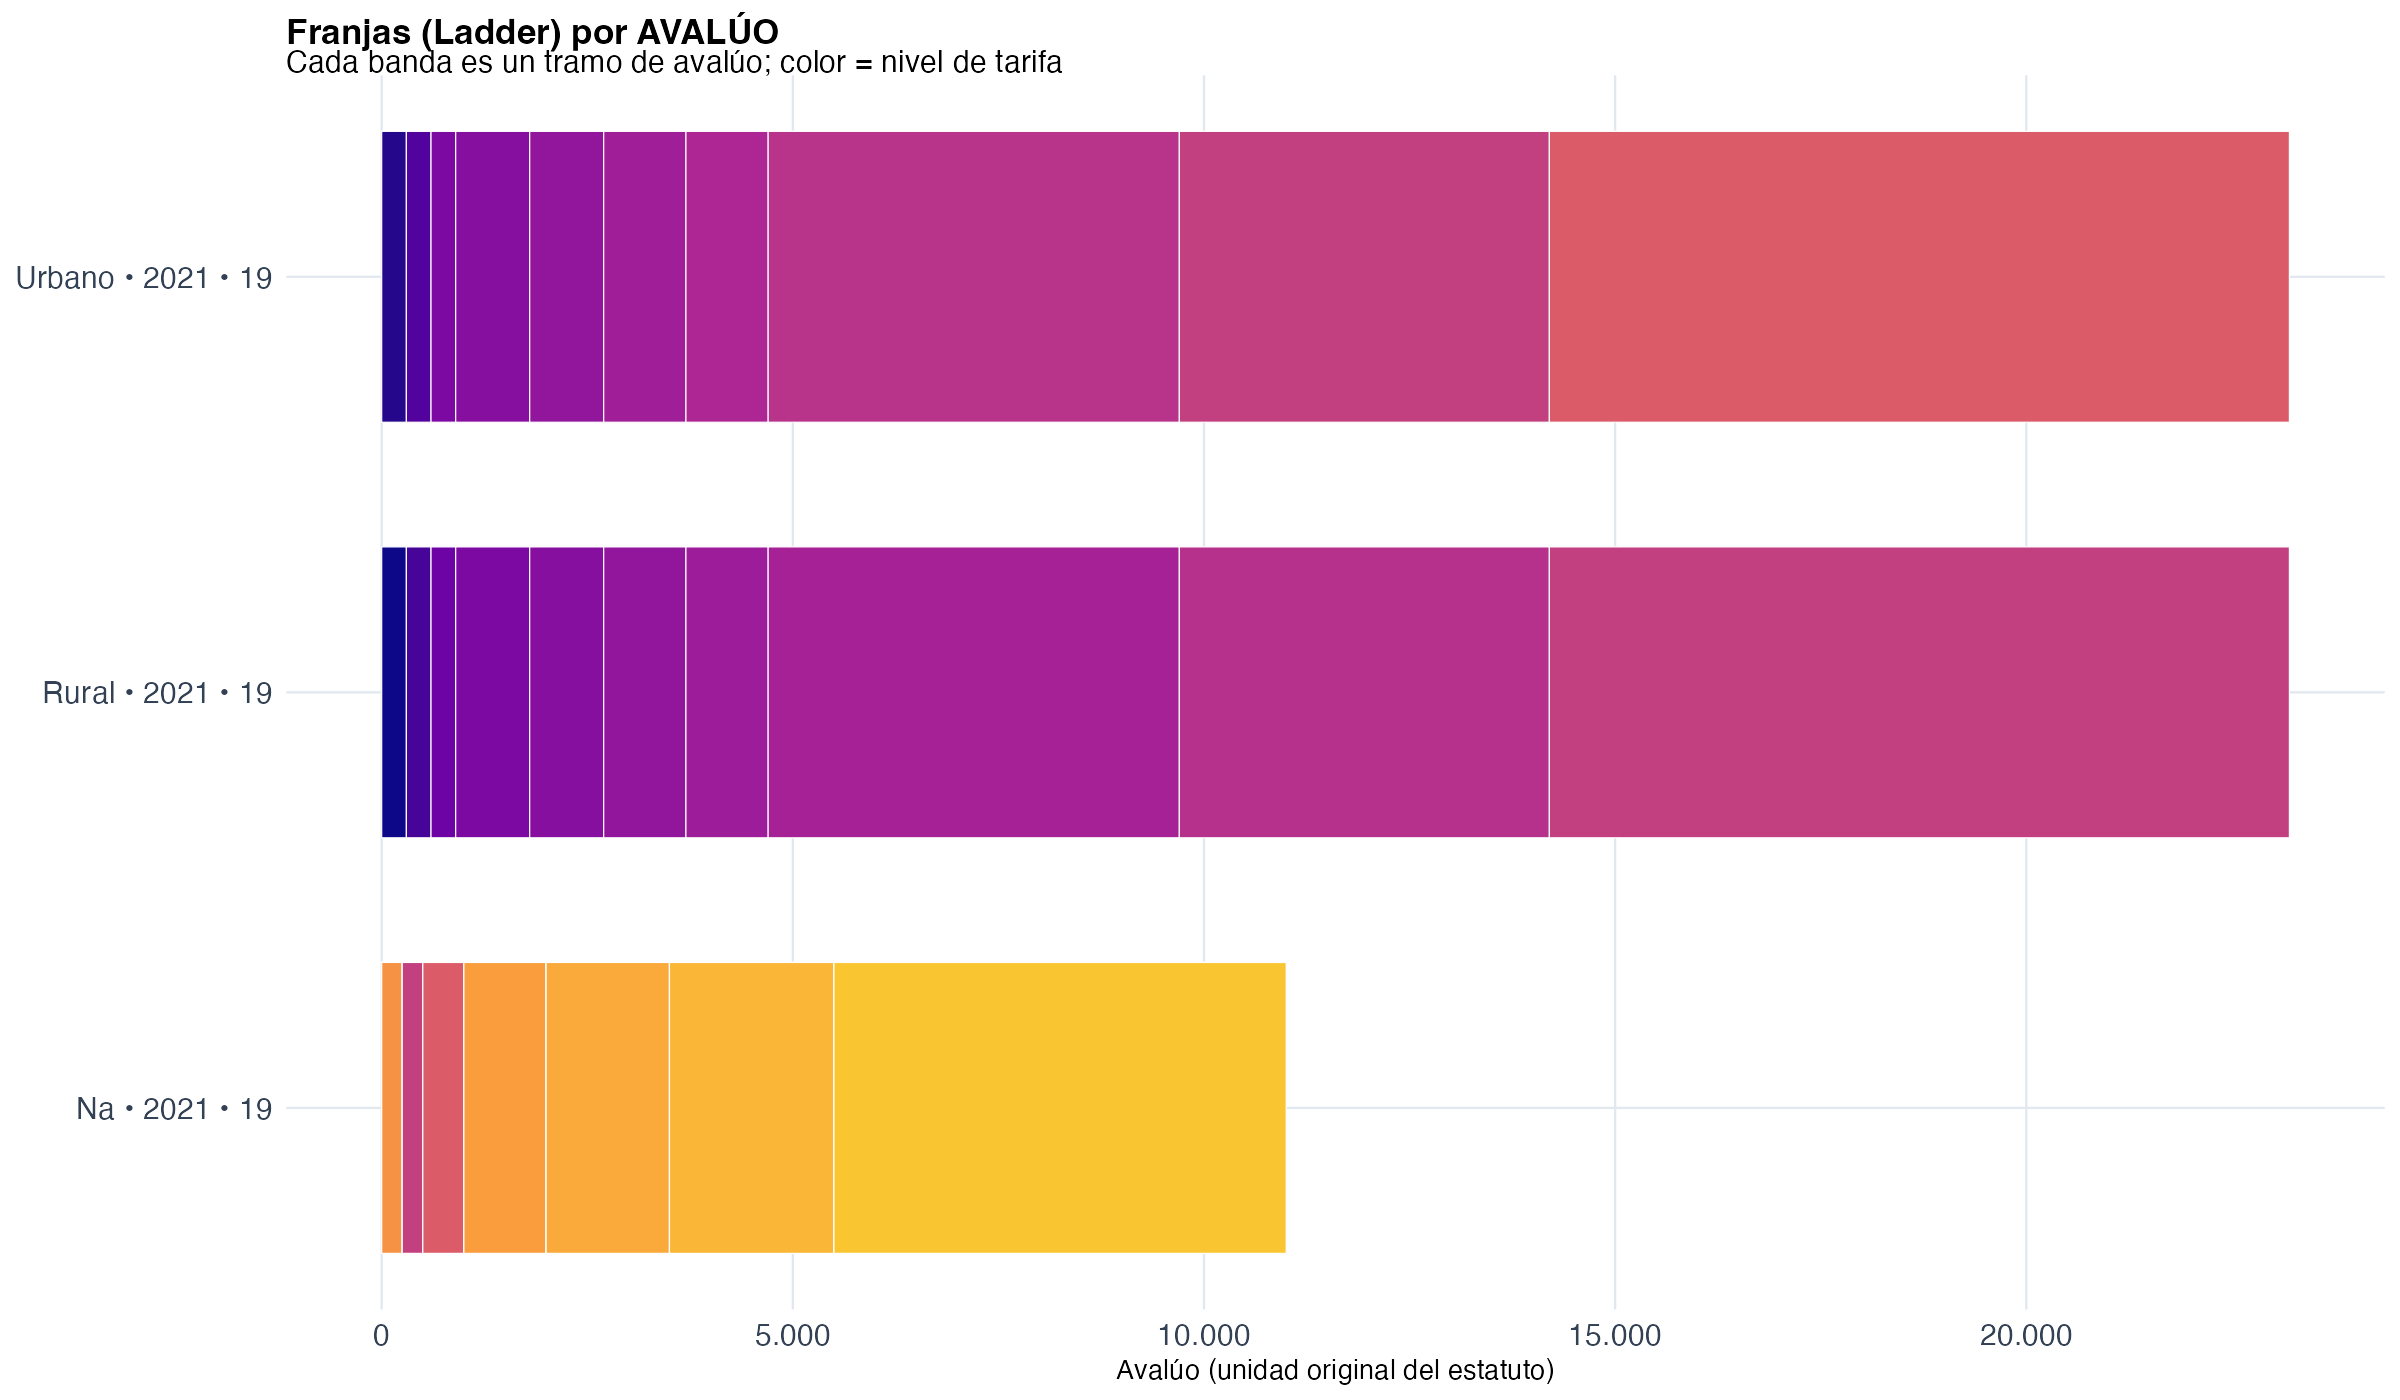 Franjas (Ladder) por AVALÚO
Cada banda es un tramo de avalúo; color = nivel de tarifa
Urbano • 2021 • 19
Rural • 2021 • 19
Na • 2021 • 19
0 5.000 10.000 15.000 20.000
Avalúo (unidad original del estatuto)